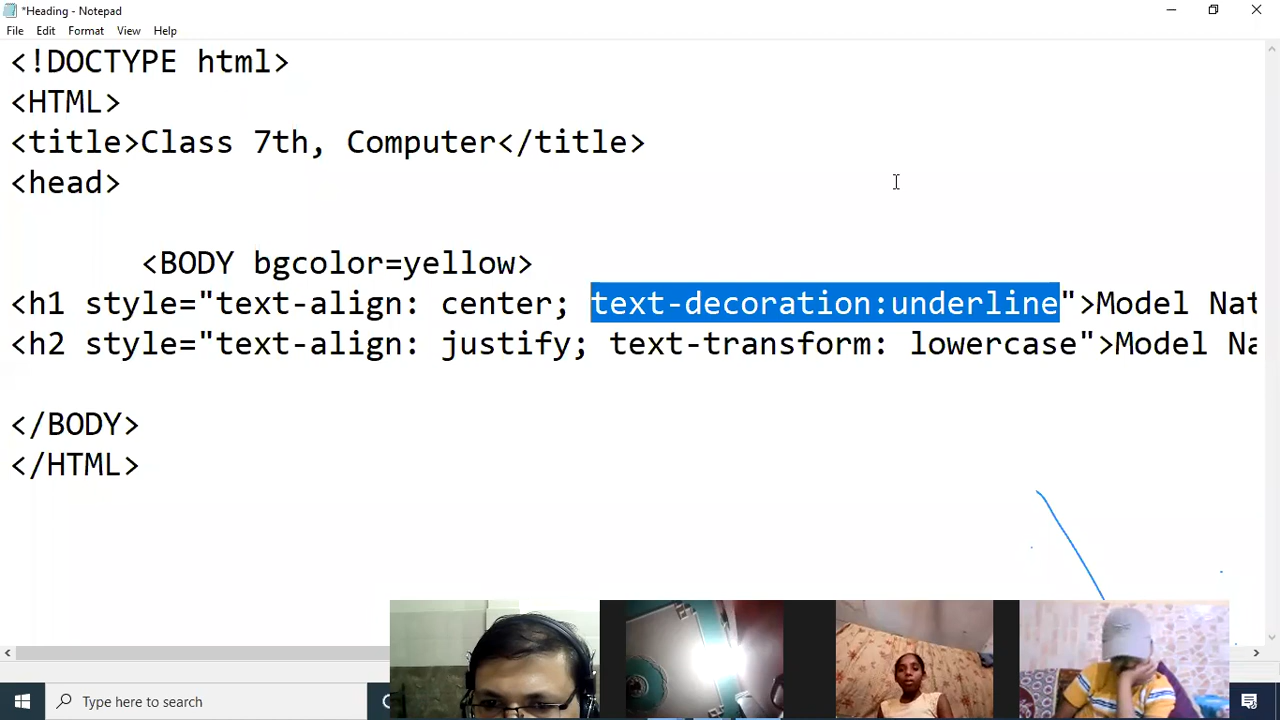 *Heading - Notepad
File Edit Format View Help
<!DOCTYPE html>
<HTML>
<title>Class 7th, Computer</title>
<head>
<BODY bgcolor=yellow>
<h1 style="text-align: center; text-decoration:underline">Model Nat
<h2 style="text-align: justify; text-transform: lowercase">Model Na
</BODY>
</HTML>
Type here to search